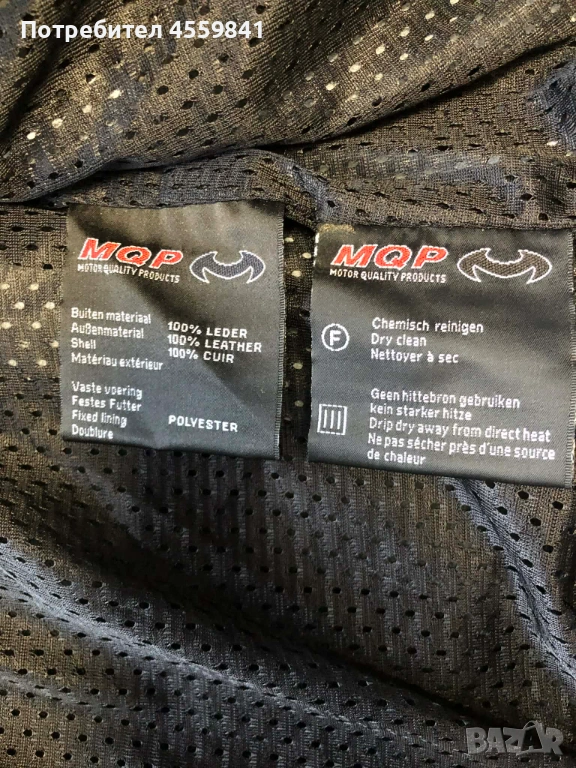 Потребител 4559841
MQP
MOTOR QUALITY PRODUCTS
Buiten materiaal
Außenmaterial 100% LEDER
Shell 100% LEATHER
Matériau extérieur 100% CUIR
Vaste voering
Festes Futter
Fixed lining POLYESTER
Doublure
MQP
MOTOR QUALITY PRODUCTS
F
Chemisch reinigen
Dry clean
Nettoyer à sec
Geen hittebron gebruiken
kein starker hitze
Drip dry away from direct heat
Ne pas sécher près d'une source
de chaleur
BAZAR